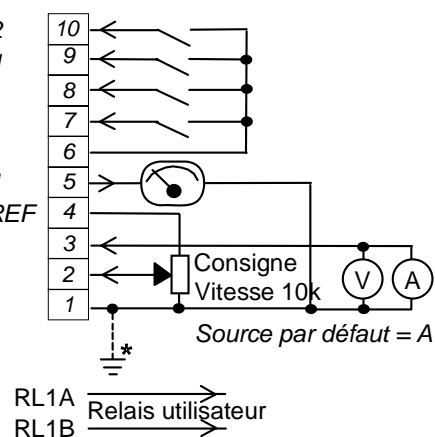 10
9
8
7
6
5
REF 4
3
2
1
Consigne
Vitesse 10k
V A
Source par défaut = A
*
RL1A
Relais utilisateur
RL1B